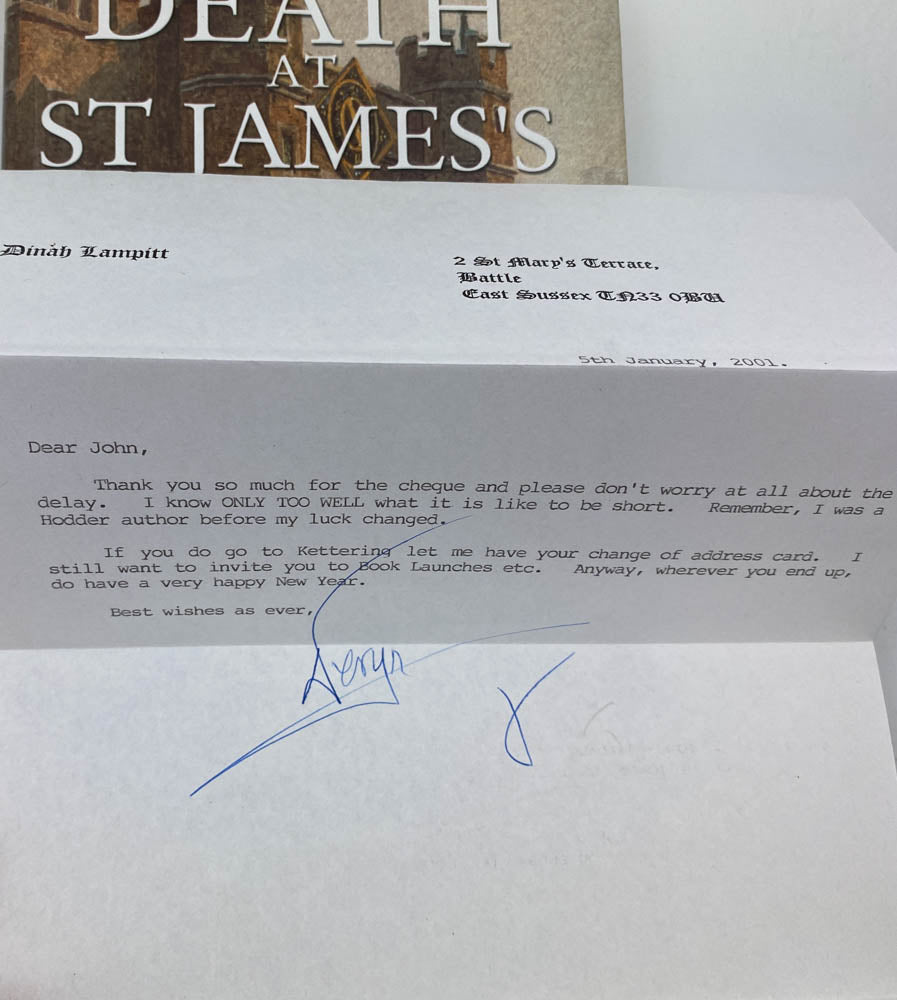 DEATH
AT
ST JAMES'S
Dinah Lampitt
2 St Mary's Terrace,
Battle
East Sussex TN33 0BU
5th January, 2001.
Dear John,
Thank you so much for the cheque and please don't worry at all about the
delay. I know ONLY TOO WELL what it is like to be short. Remember, I was a
Hodder author before my luck changed.
If you do go to Kettering let me have your change of address card. I
still want to invite you to Book Launches etc. Anyway, wherever you end up,
do have a very happy New Year.
Best wishes as ever,